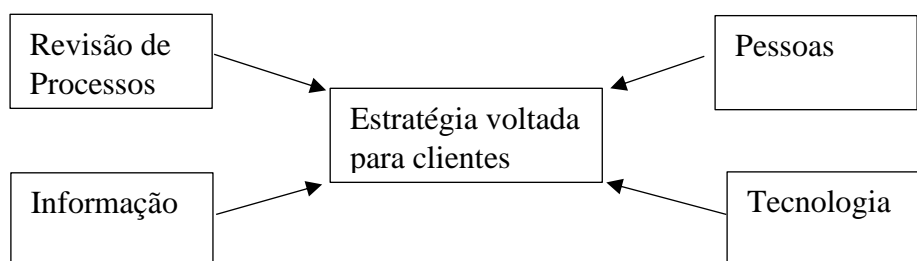 Revisão de
Processos
Pessoas
Estratégia voltada
para clientes
Informação
Tecnologia